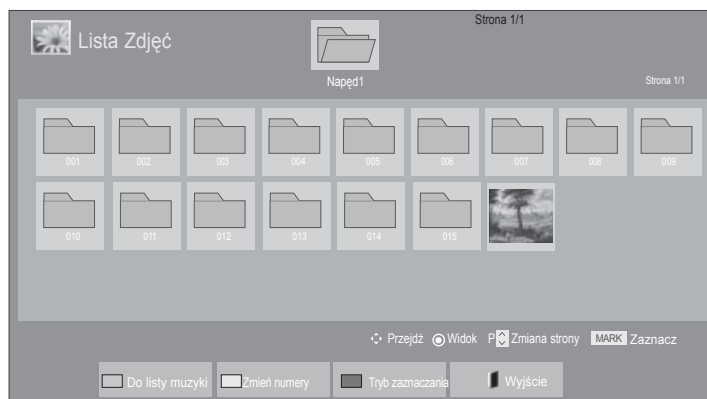 Strona 1/1
Lista Zdjęć
Napęd1
Strona 1/1
001 002 003 004 005 006 007 008 009
010 011 012 013 014 015
Przejdź Widok P Zmiana strony MARK Zaznacz
Do listy muzyki Zmień numery Tryb zaznaczania Wyjście